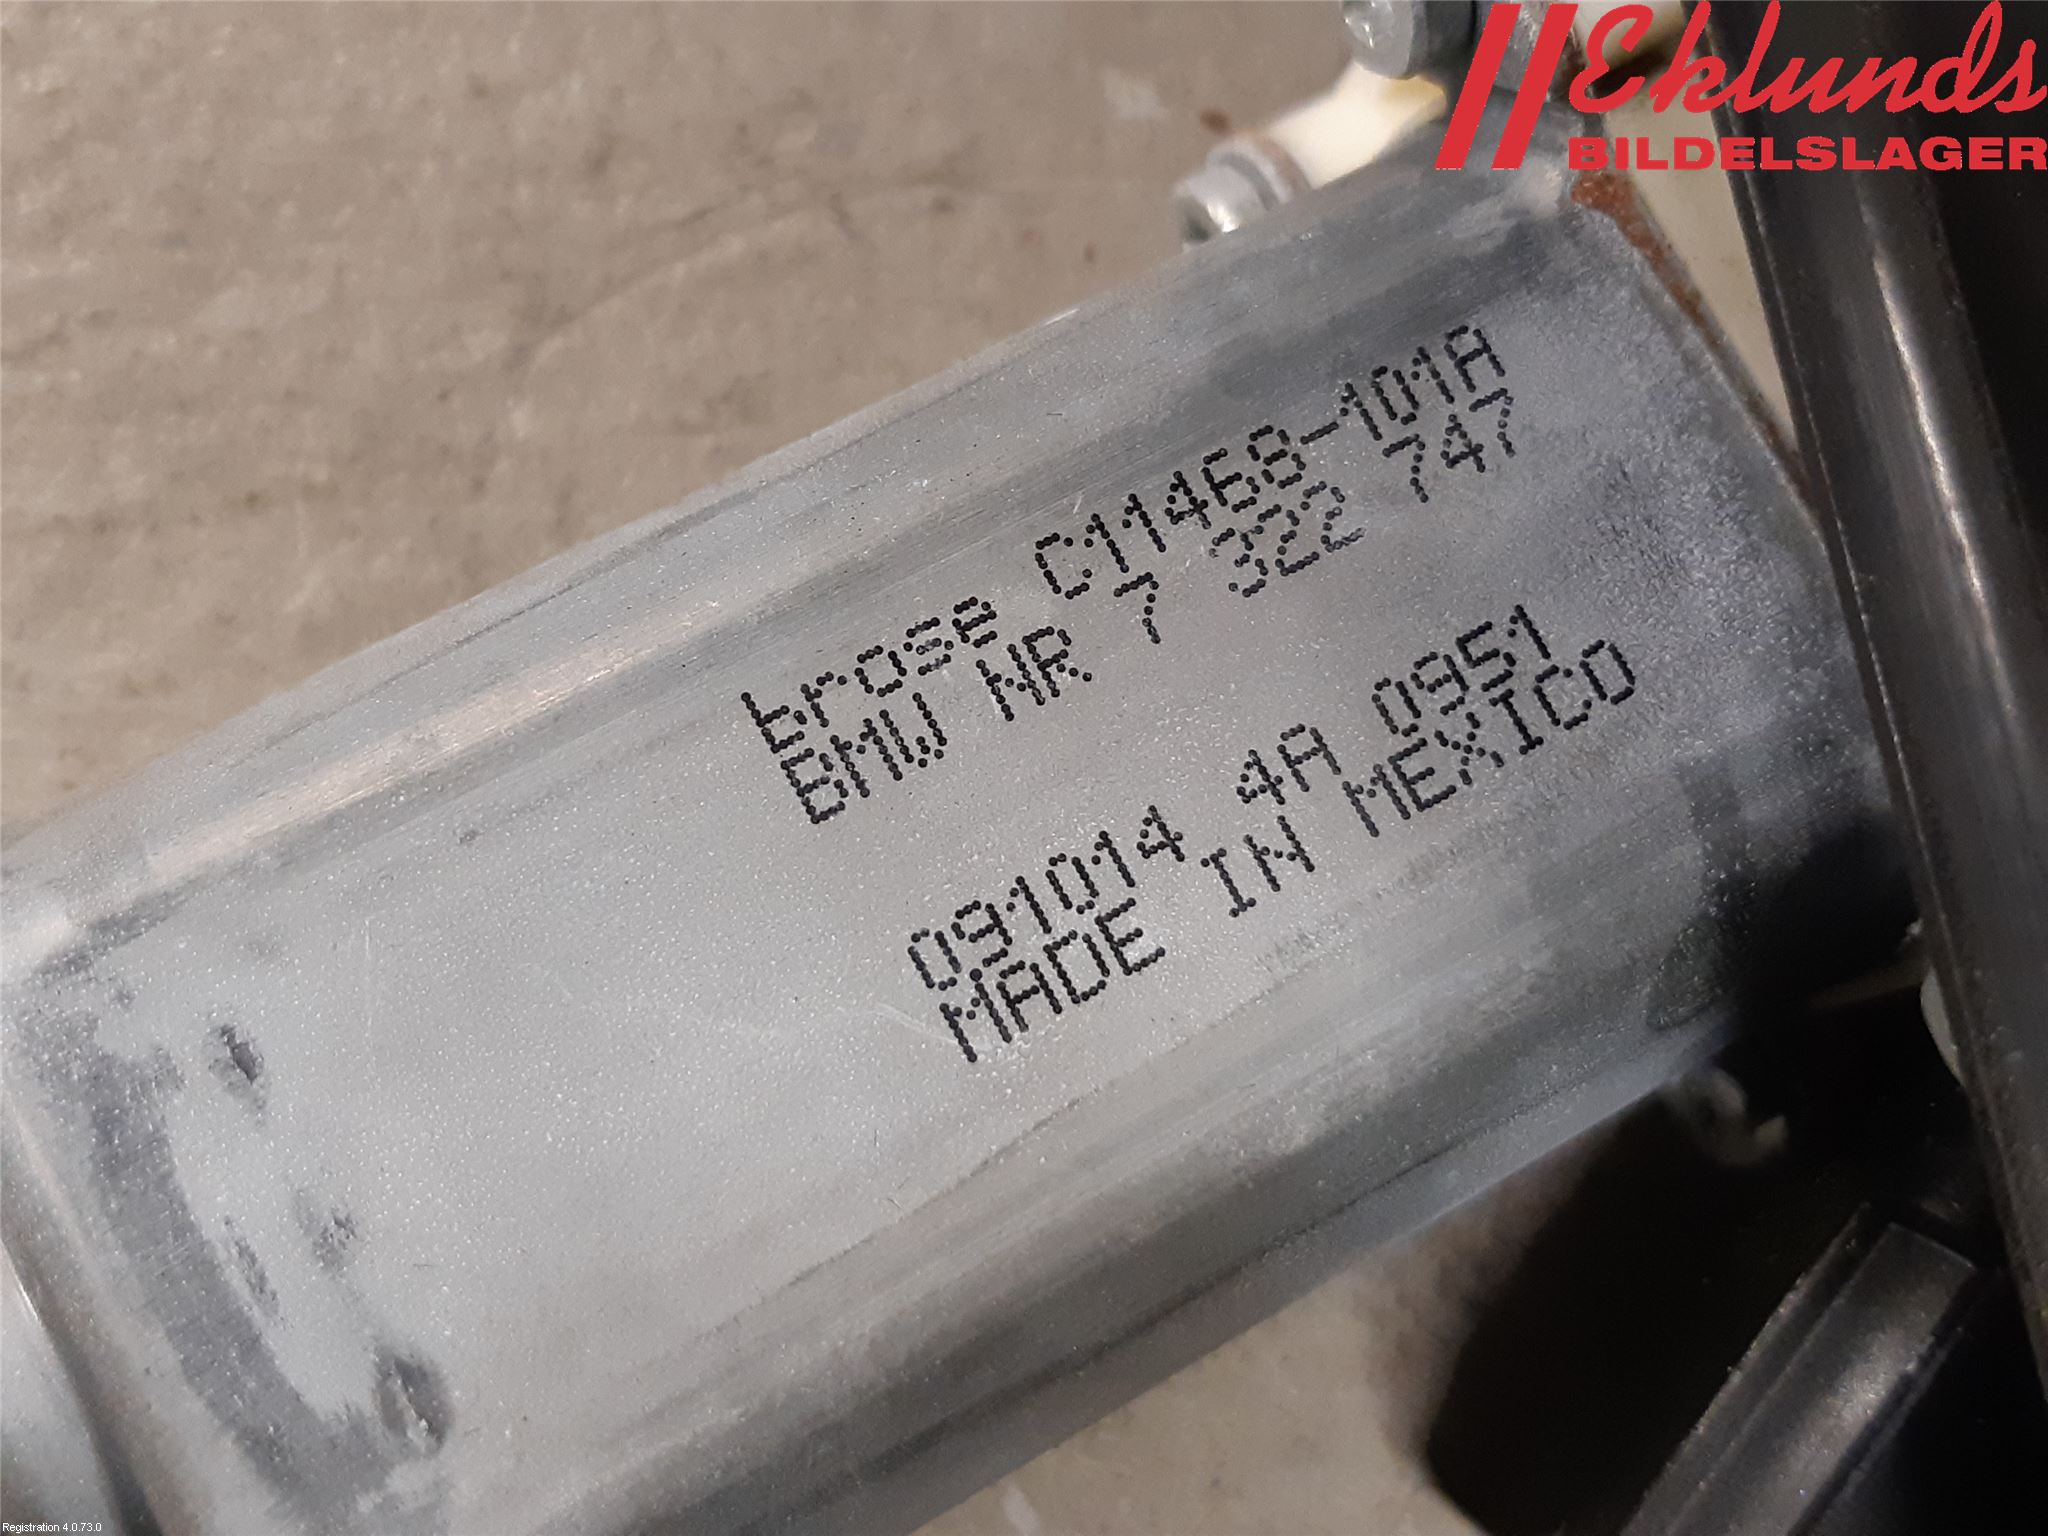 Eklunds
BILDELSLAGER
brose C11468-101A
BMW NR 7 322 747
091014 4A 0951
MADE IN MEXICO
Registration 4.0.73.0